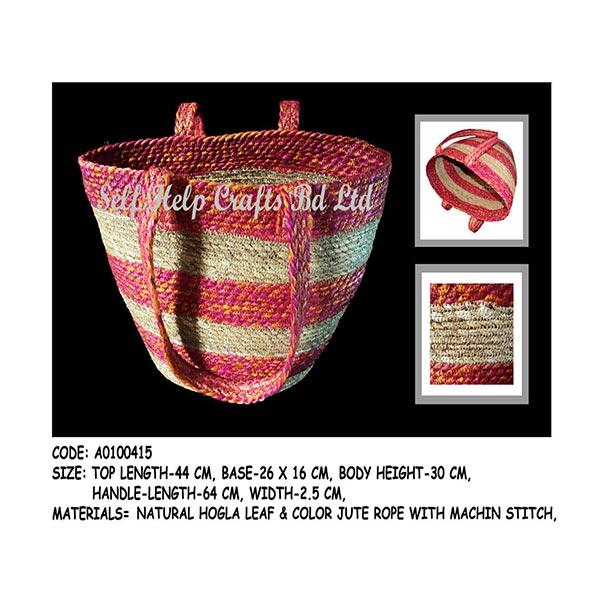 Self Help Crafts Bd Ltd
CODE: A0100415
SIZE: TOP LENGTH-44 CM, BASE-26 X 16 CM, BODY HEIGHT-30 CM,
HANDLE-LENGTH-64 CM, WIDTH-2.5 CM,
MATERIALS= NATURAL HOGLA LEAF & COLOR JUTE ROPE WITH MACHIN STITCH,